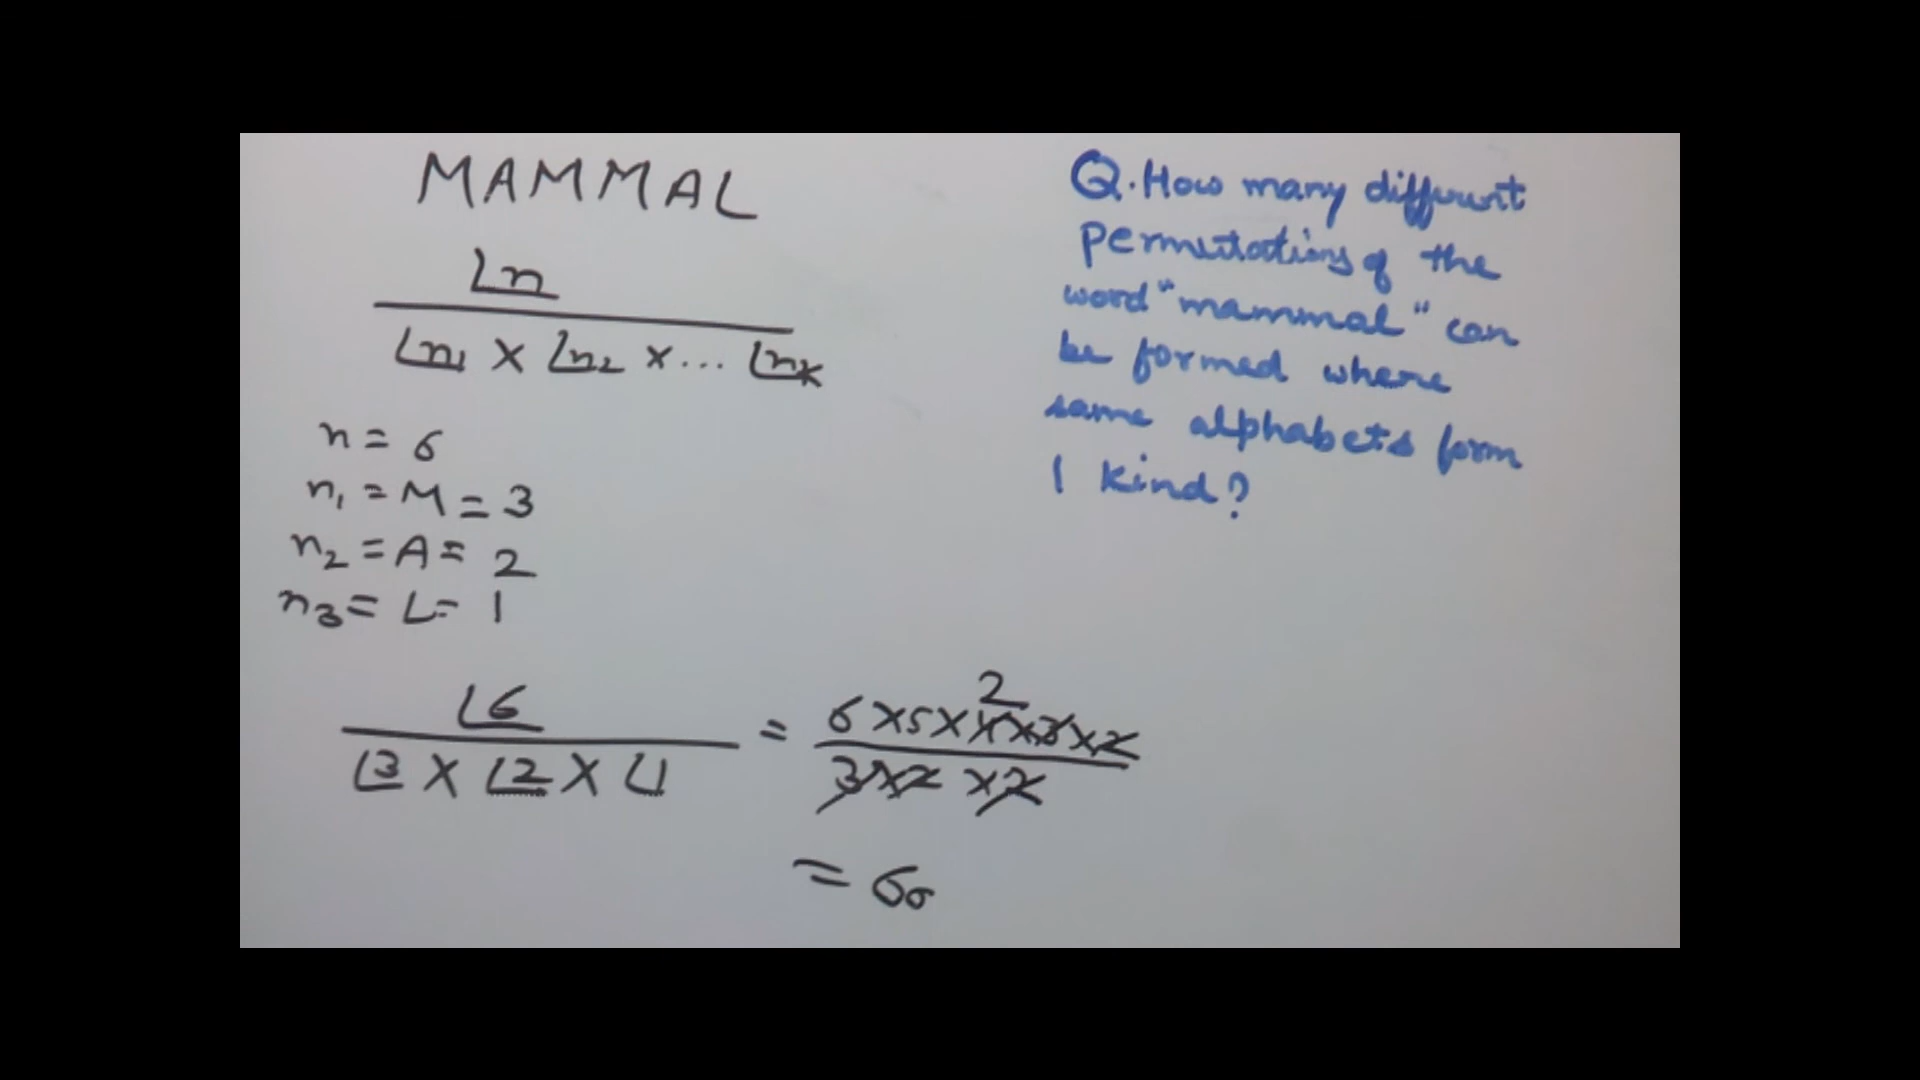 MAMMAL
∟n
∟n1 × ∟n2 × ... ∟nk
n = 6
n1 = M = 3
n2 = A = 2
n3 = L = 1
∟6
∟3 × ∟2 × ∟1
= 6×5×4×3×2
2
3×2 ×2
= 60
Q. How many different
permutations of the
word "mammal" can
be formed where
same alphabets form
1 kind?